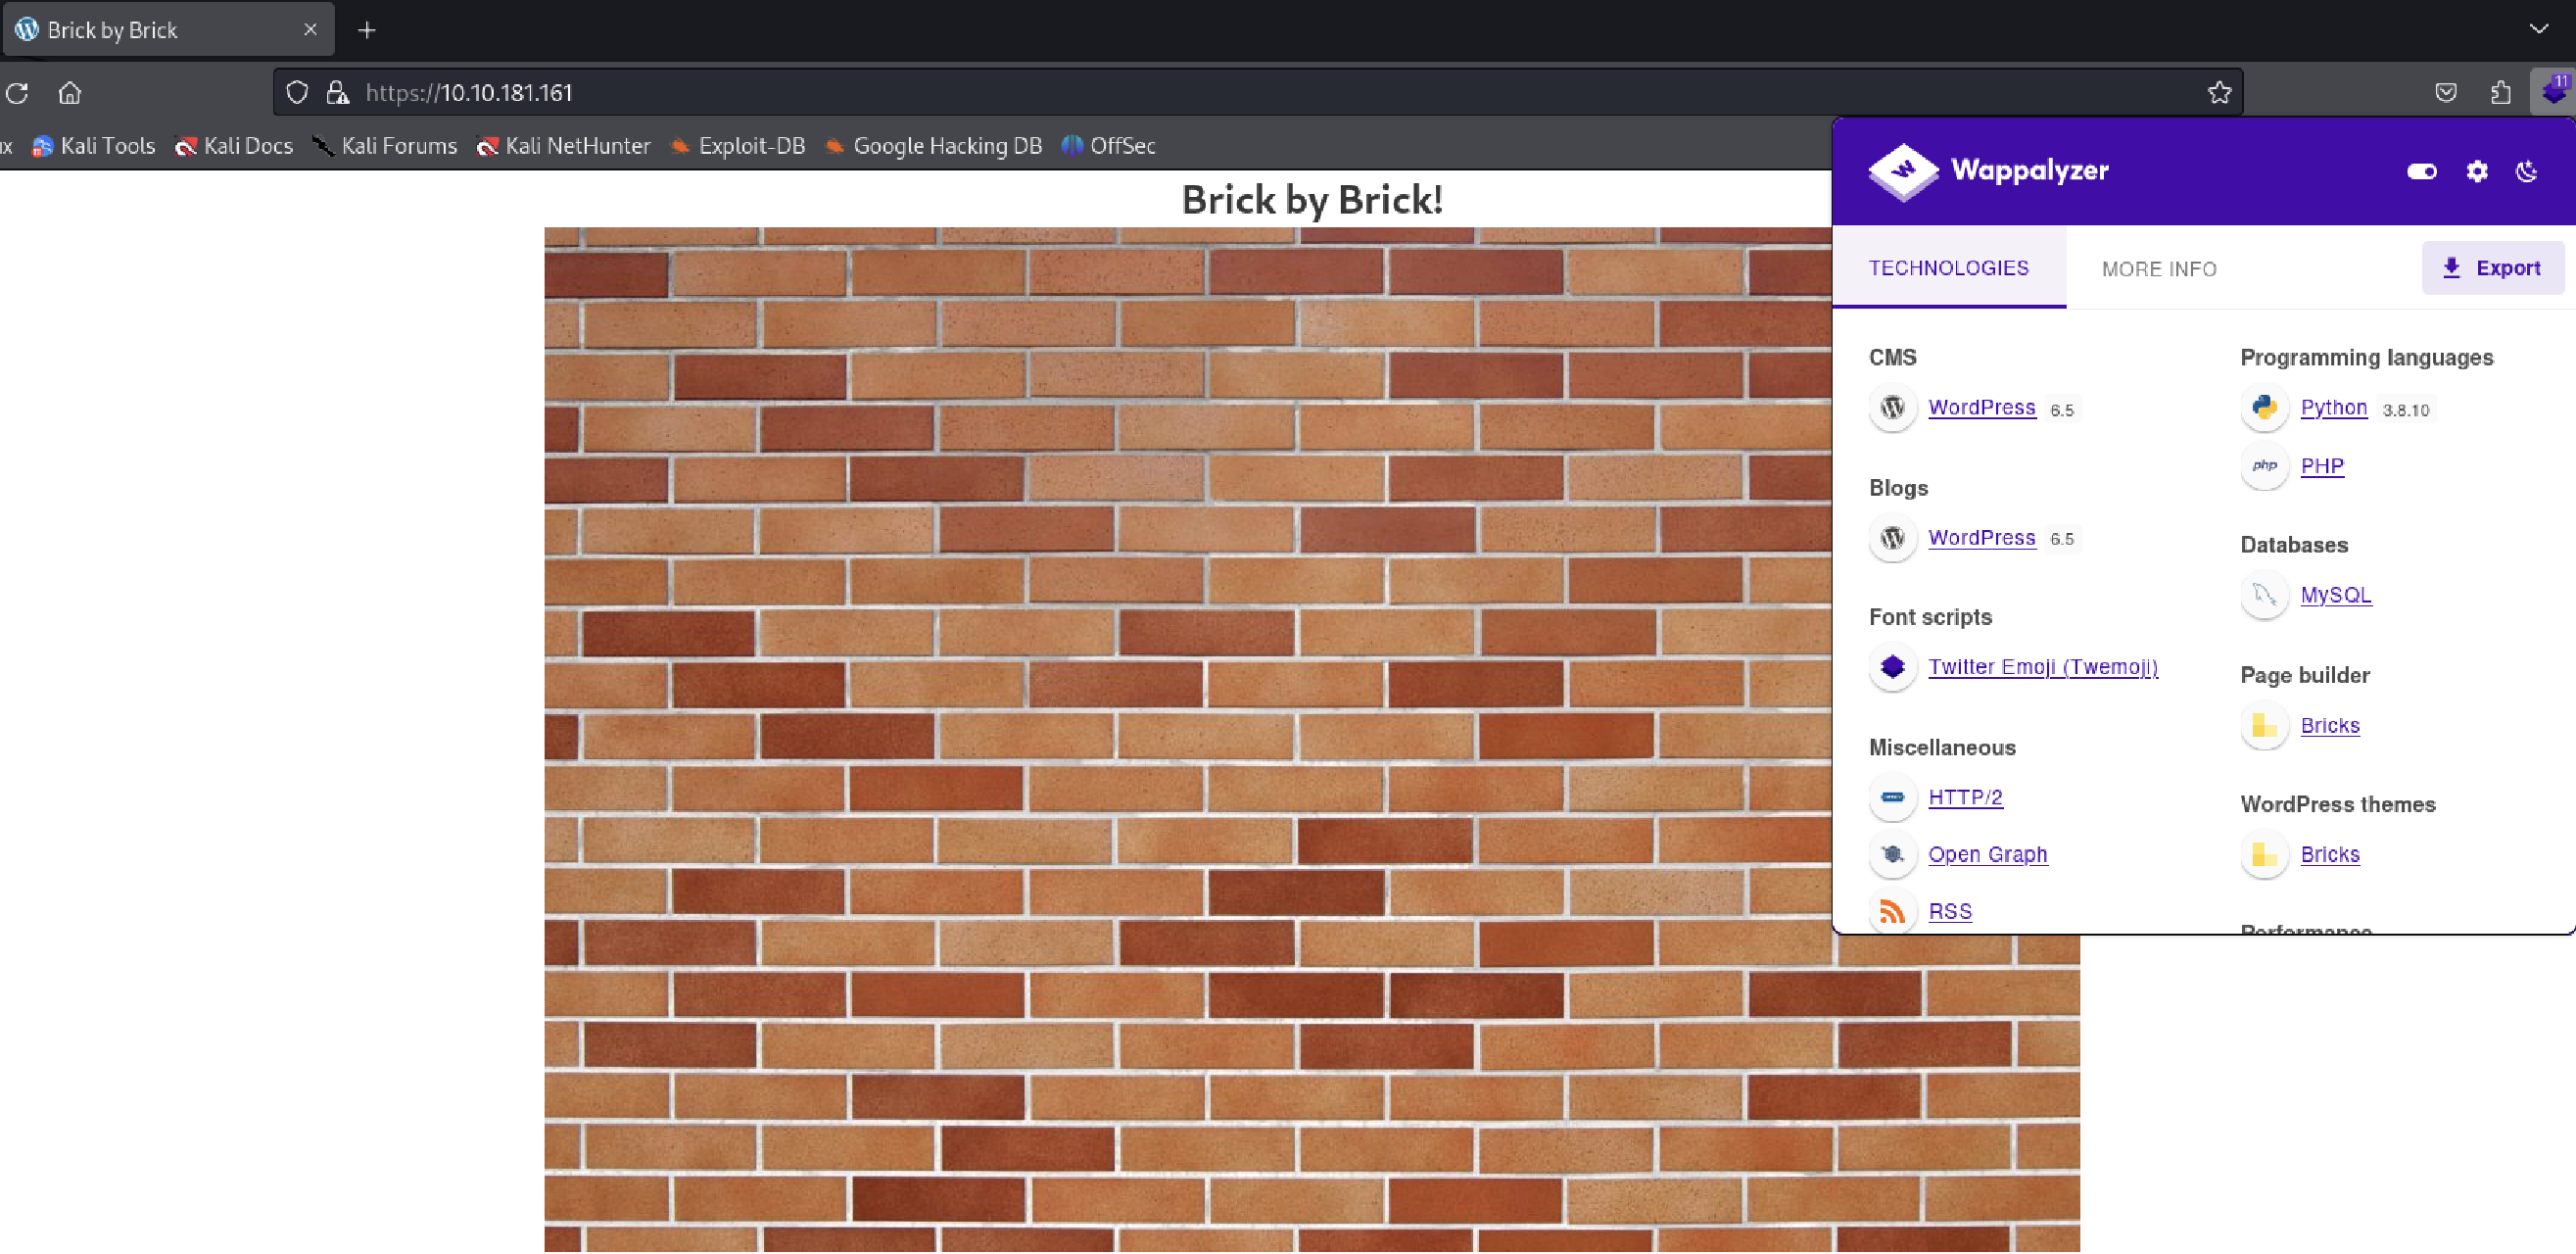 Brick by Brick
https://10.10.181.161
11
Kali Tools
Kali Docs
Kali Forums
Kali NetHunter
Exploit-DB
Google Hacking DB
OffSec
Brick by Brick!
Wappalyzer
TECHNOLOGIES
MORE INFO
Export
CMS
WordPress 6.5
Blogs
WordPress 6.5
Font scripts
Twitter Emoji (Twemoji)
Miscellaneous
HTTP/2
Open Graph
RSS
Programming languages
Python 3.8.10
php PHP
Databases
MySQL
Page builder
Bricks
WordPress themes
Bricks
Performance